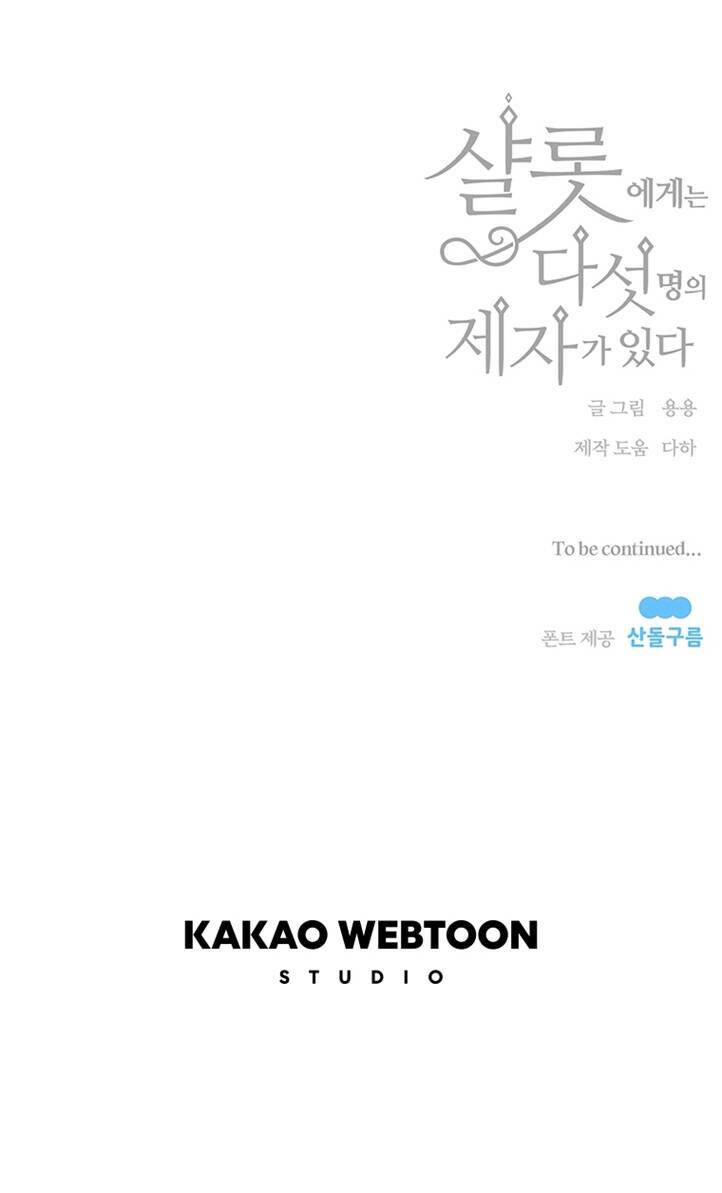 샬롯에게는
다섯명의
제자가 있다
글 그림 용용
제작 도움 다하
To be continued...
폰트 제공 산돌구름
KAKAO WEBTOON
STUDIO